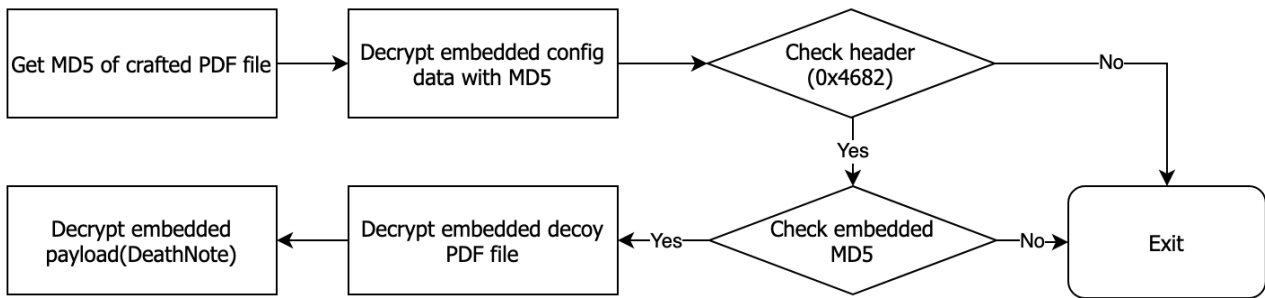 Get MD5 of crafted PDF file
Decrypt embedded config
data with MD5
Check header
(0x4682)
No
Yes
Decrypt embedded
payload(DeathNote)
Decrypt embedded decoy
PDF file
Yes
Check embedded
MD5
No
Exit